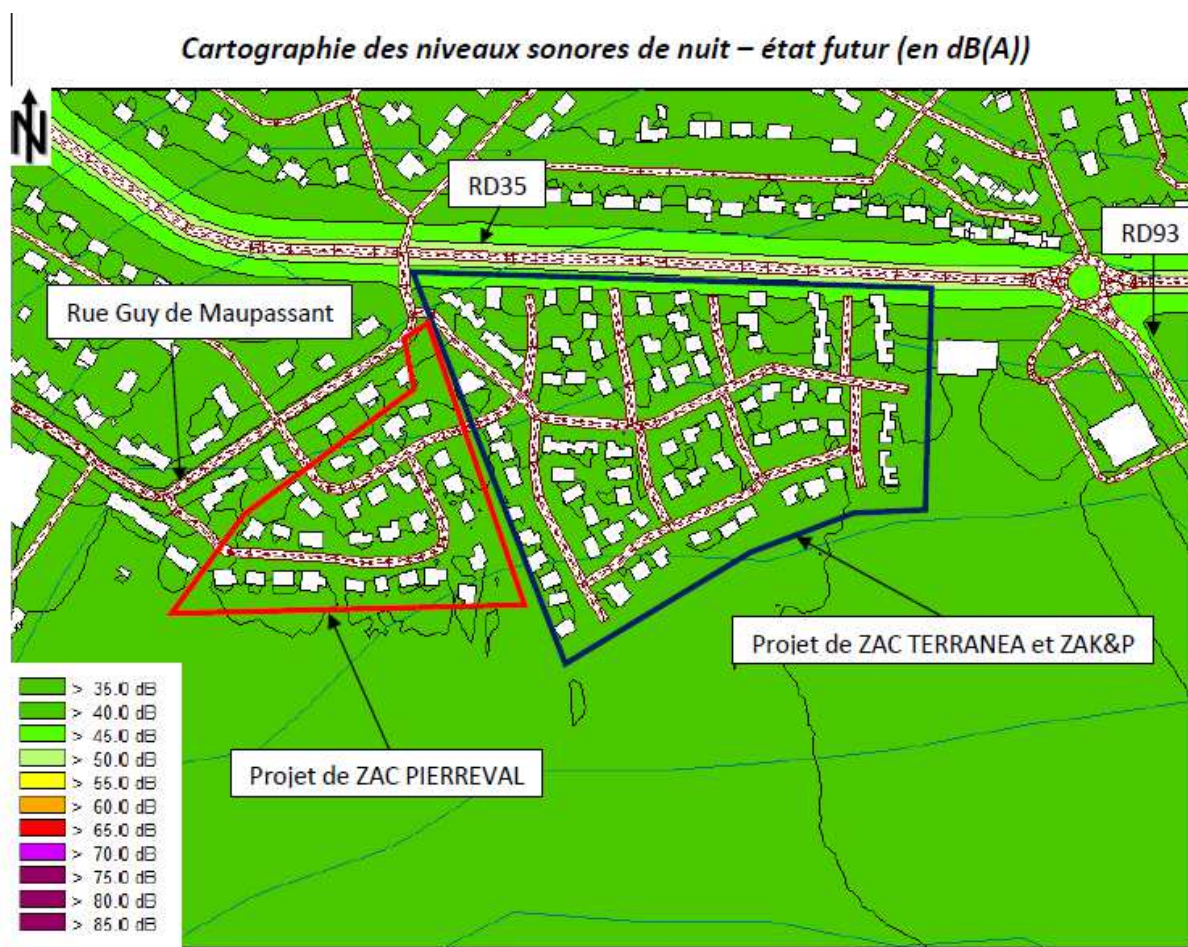 Cartographie des niveaux sonores de nuit – état futur (en dB(A))
N
RD35
RD93
Rue Guy de Maupassant
Projet de ZAC TERRANEA et ZAK&P
Projet de ZAC PIERREVAL
> 35.0 dB
> 40.0 dB
> 45.0 dB
> 50.0 dB
> 55.0 dB
> 60.0 dB
> 65.0 dB
> 70.0 dB
> 75.0 dB
> 80.0 dB
> 85.0 dB